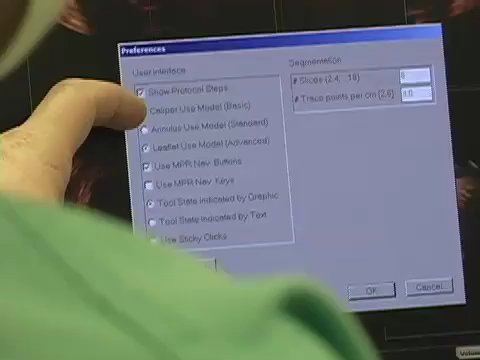 Preferences
User Interface
Show Protocol Steps
Caliper Use Model (Basic)
Annulus Use Model (Standard)
Leaflet Use Model (Advanced)
Use MPR Nav. Buttons
Use MPR Nav. Keys
Tool State Indicated by Graphic
Tool State Indicated by Text
Use Sticky Clicks
Segmentation
# Slices (2,4,...18)
# Trace points per cm [2,6]
OK
Cancel